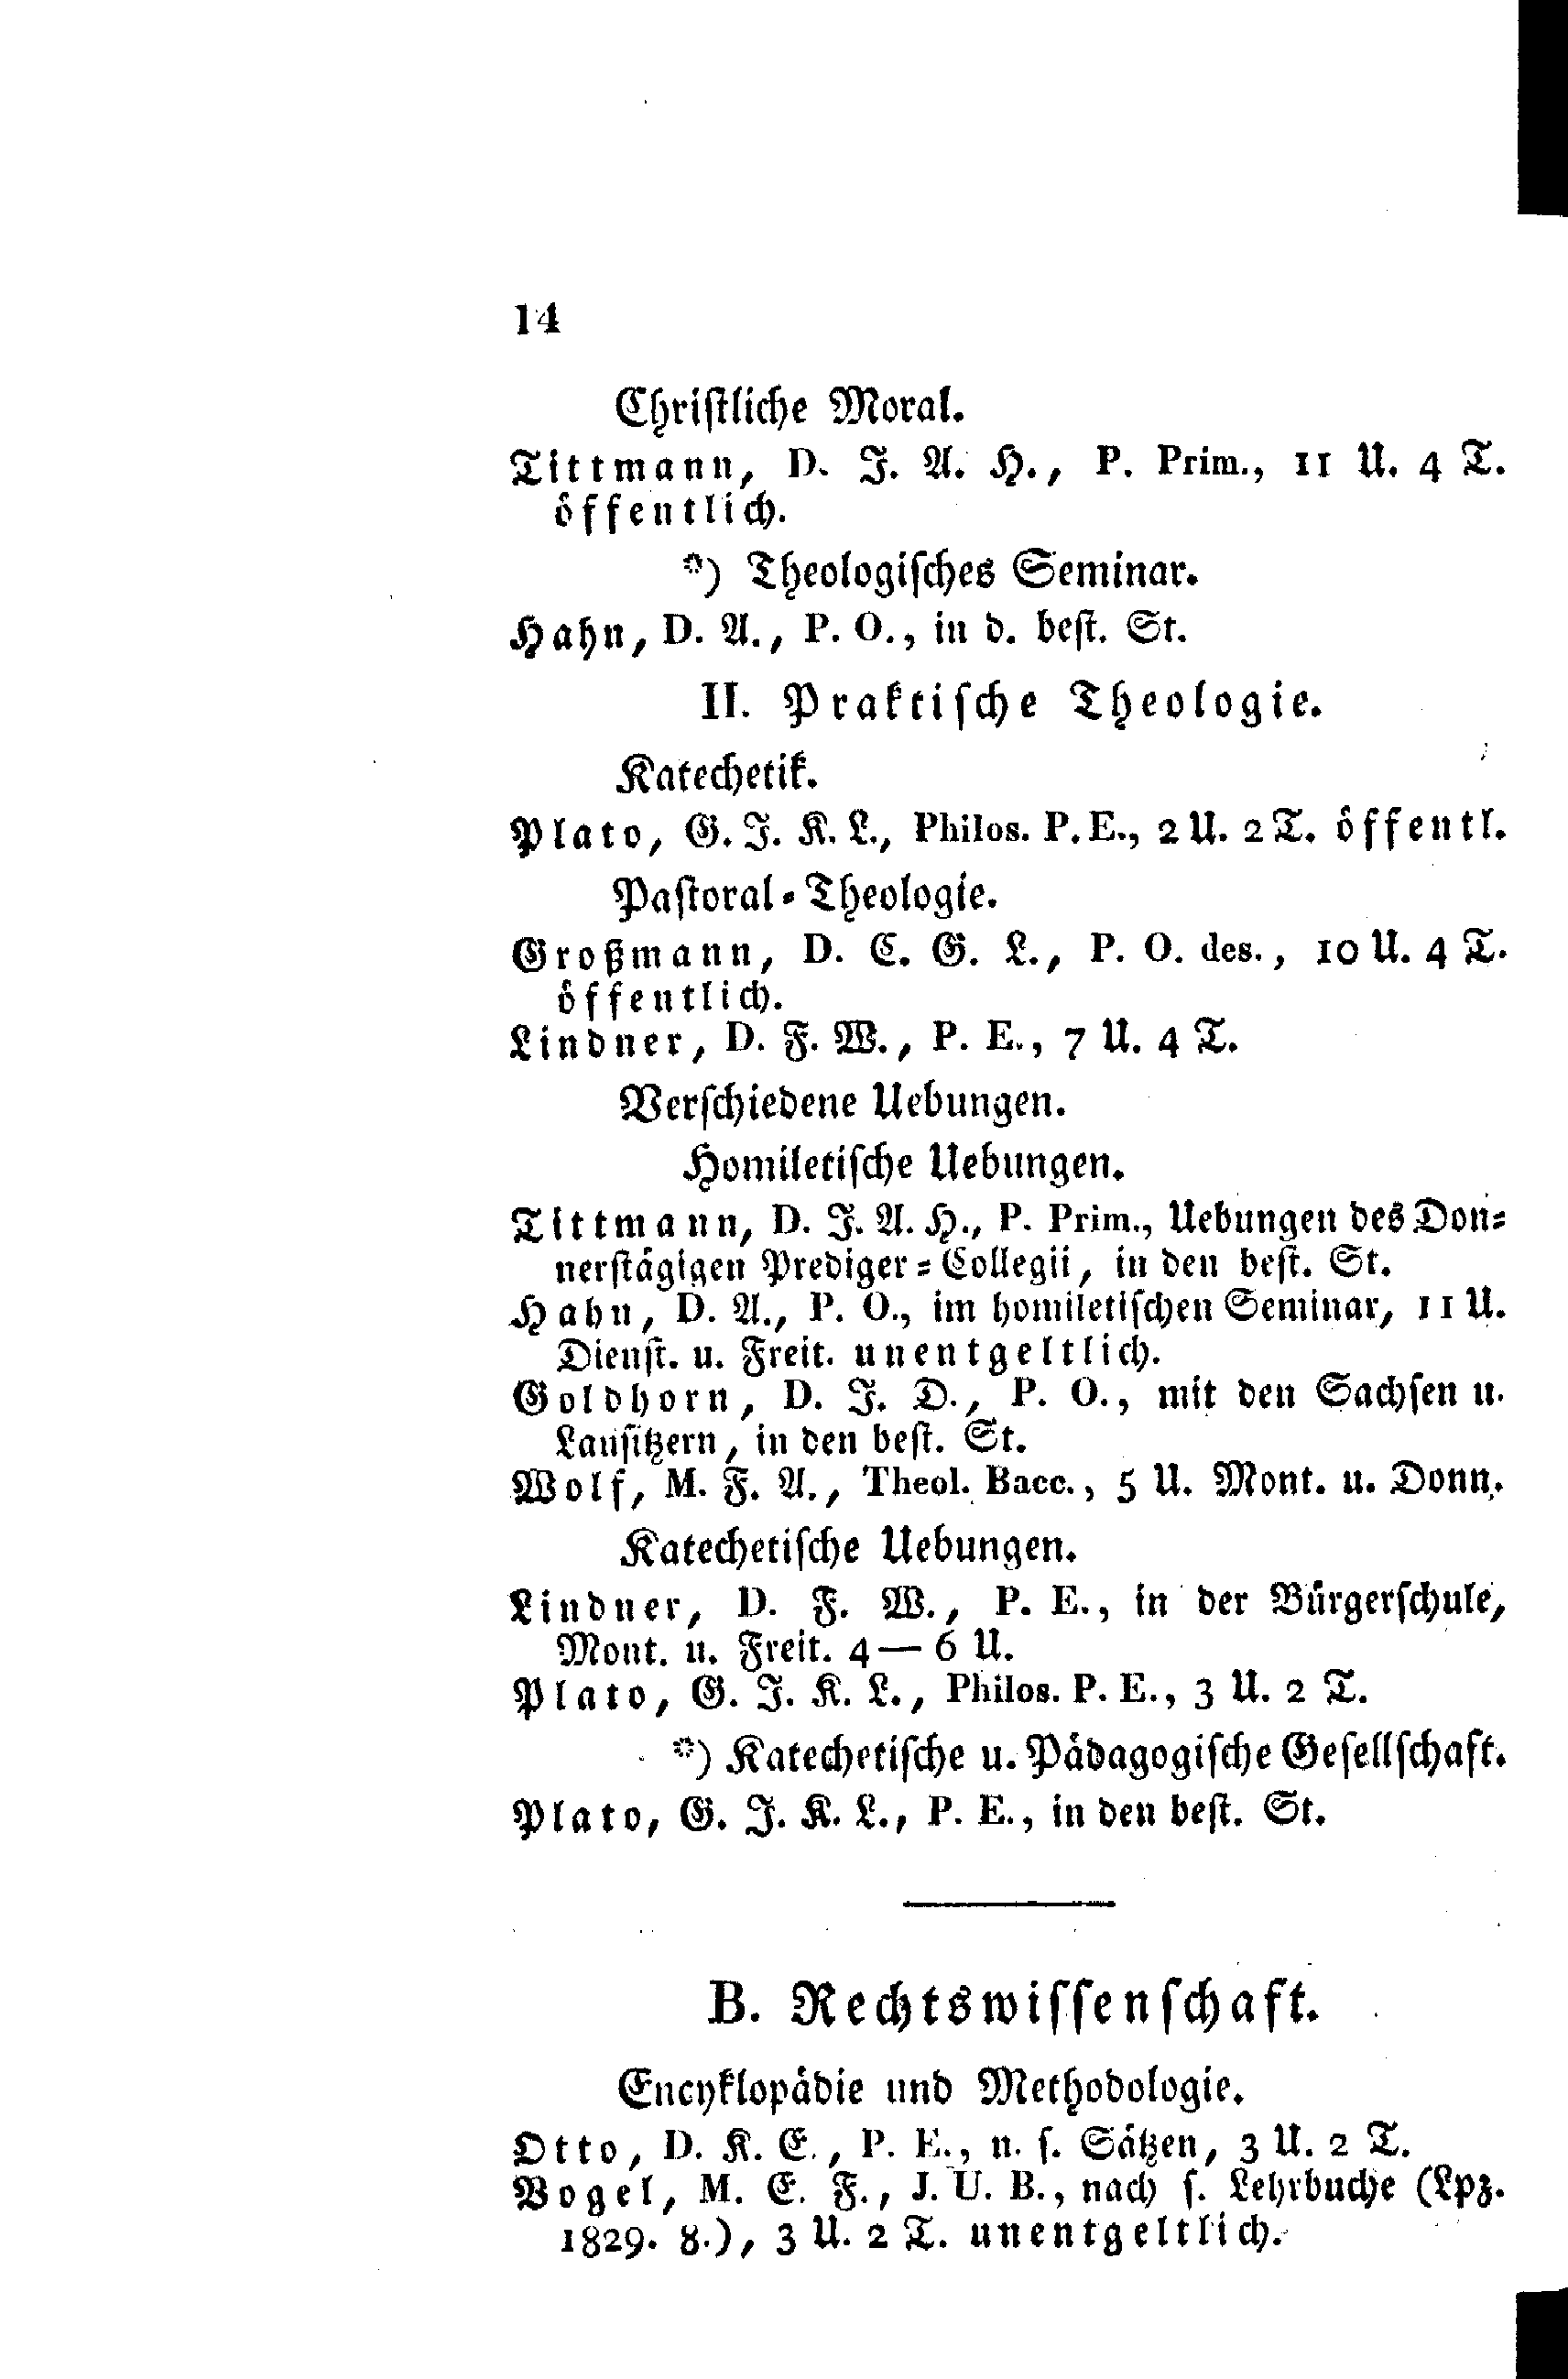 14
Christliche Moral.
Tittmann, D. J. A. H., P. Prim., 11 U. 4 T.
öffentlich.
*) Theologisches Seminar.
Hahn, D. A., P. O., in d. best. St.
II. Praktische Theologie.
Katechetik.
Plato, G. J. K. L., Philos. P. E., 2 U. 2 T. öffentl.
Pastoral-Theologie.
Großmann, D. C. G. L., P. O. des., 10 U. 4 T.
öffentlich.
Lindner, D. F. W., P. E., 7 U. 4 T.
Verschiedene Uebungen.
Homiletische Uebungen.
Tittmann, D. J. A. H., P. Prim., Uebungen des Don-
nerstägigen Prediger-Collegii, in den best. St.
Hahn, D. A., P. O., im homiletischen Seminar, 11 U.
Dienst. u. Freit. unentgeltlich.
Goldhorn, D. J. D., P. O., mit den Sachsen u.
Lausitzern, in den best. St.
Wolf, M. F. A., Theol. Bacc., 5 U. Mont. u. Donn.
Katechetische Uebungen.
Lindner, D. F. W., P. E., in der Bürgerschule,
Mont. u. Freit. 4 — 6 U.
Plato, G. J. K. L., Philos. P. E., 3 U. 2 T.
*) Katechetische u. Pädagogische Gesellschaft.
Plato, G. J. K. L., P. E., in den best. St.
B. Rechtswissenschaft.
Encyklopädie und Methodologie.
Otto, D. K. E., P. E., n. s. Sätzen, 3 U. 2 T.
Vogel, M. E. F., J. U. B., nach s. Lehrbuche (Lpz.
1829. 8.), 3 U. 2 T. unentgeltlich.